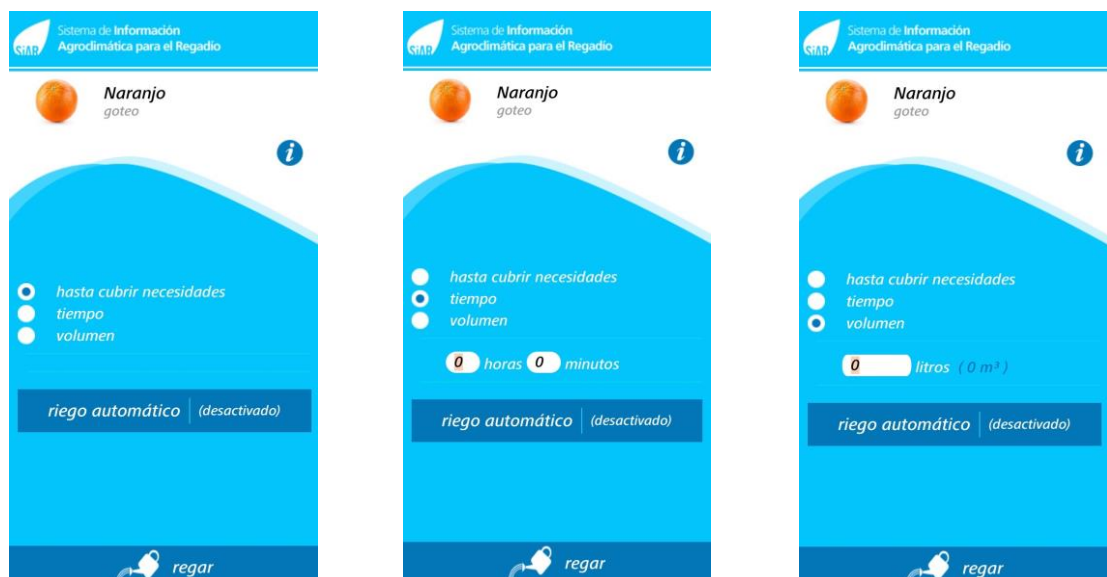 SiAR
Sistema de Información
Agroclimática para el Regadío
Naranjo
goteo
i
hasta cubrir necesidades
tiempo
volumen
riego automático (desactivado)
regar
SiAR
Sistema de Información
Agroclimática para el Regadío
Naranjo
goteo
i
hasta cubrir necesidades
tiempo
volumen
0 horas 0 minutos
riego automático (desactivado)
regar
SiAR
Sistema de Información
Agroclimática para el Regadío
Naranjo
goteo
i
hasta cubrir necesidades
tiempo
volumen
0 litros ( 0 m³ )
riego automático (desactivado)
regar